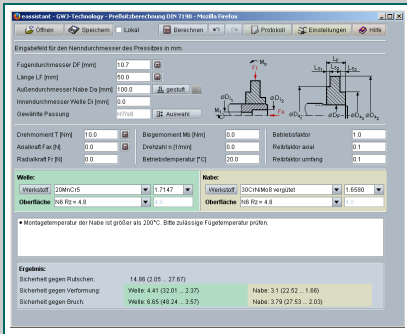 eassistant - GWJ-Technology - Preßsitzberechnung DIN 7190 - Mozilla Firefox
Öffnen Speichern Lokal Berechnen Protokoll Einstellungen Hilfe
Eingabefeld für den Nenndurchmesser des Pressitzes in mm.
Fugendurchmesser DF [mm] 10.7
Länge LF [mm] 50.0
Außendurchmesser Nabe Da [mm] 100.0 gestuft
Innendurchmesser Welle Di [mm] 0.0
Gewählte Passung Auswahl
Drehmoment T [Nm] 10.0 Biegemoment Mb [Nm] 0.0 Betriebsfaktor 1.0
Axialkraft Fax [N] 0.0 Drehzahl n [1/min] 0.0 Reibfaktor axial 0.1
Radialkraft Fr [N] 0.0 Betriebstemperatur [°C] 20.0 Reibfaktor umfang 0.1
Welle: Nabe:
Werkstoff 20MnCr5 1.7147 Werkstoff 30CrNiMo8 vergütet 1.6580
Oberfläche N6 Rz = 4.8 Oberfläche N6 Rz = 4.8
• Montagetemperatur der Nabe ist größer als 200°C. Bitte zulässige Fügetemperatur prüfen.
Ergebnis:
Sicherheit gegen Rutschen: 14.86 (2.05 ... 27.67)
Sicherheit gegen Verformung: Welle: 4.41 (32.01 ... 2.37) Nabe: 3.1 (22.52 ... 1.66)
Sicherheit gegen Bruch: Welle: 6.65 (48.24 ... 3.57) Nabe: 3.79 (27.53 ... 2.03)